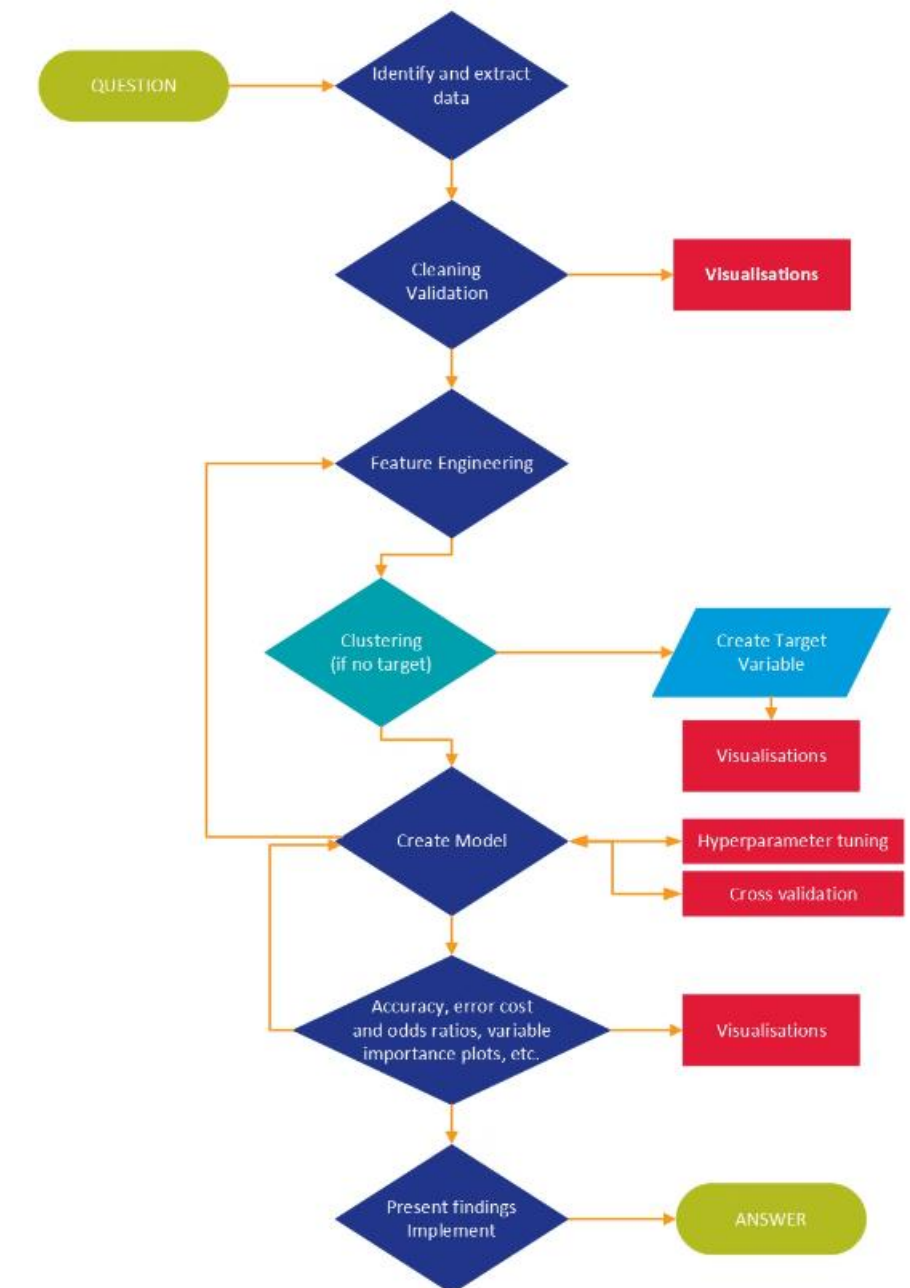 QUESTION
Identify and extract
data
Cleaning
Validation
Visualisations
Feature Engineering
Clustering
(if no target)
Create Target
Variable
Visualisations
Create Model
Hyperparameter tuning
Cross validation
Accuracy, error cost
and odds ratios, variable
importance plots, etc.
Visualisations
Present findings
Implement
ANSWER